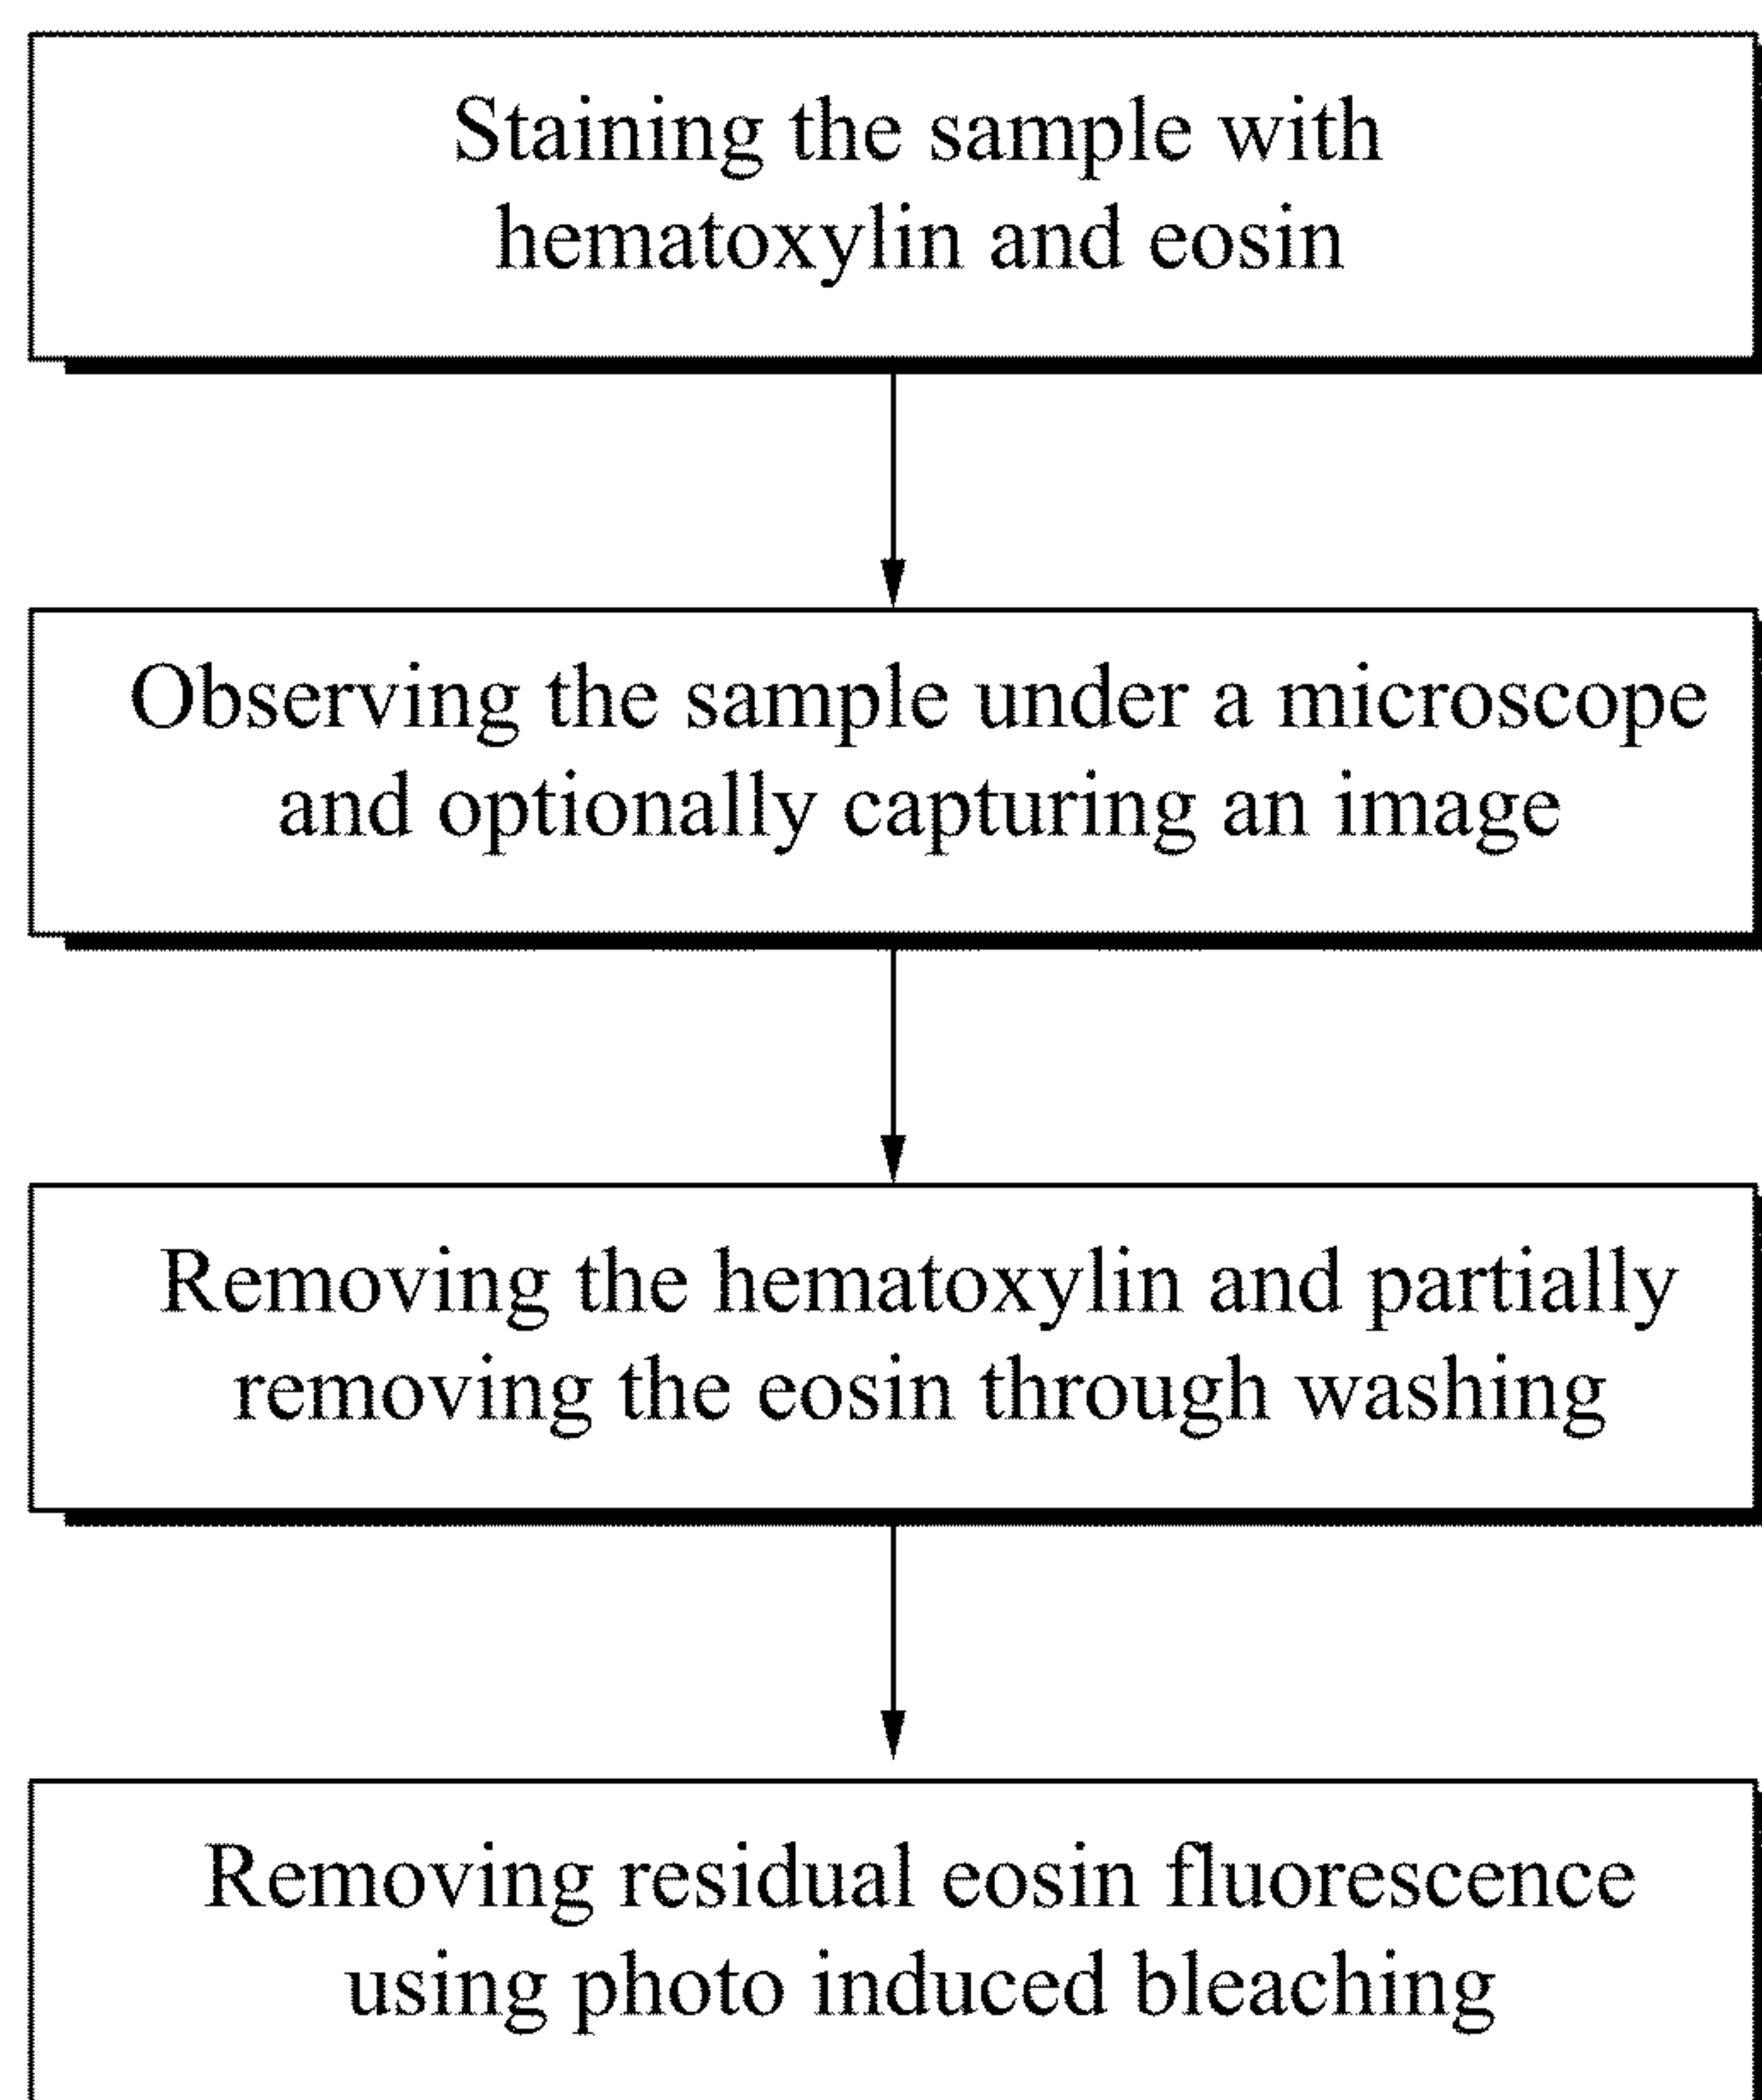 Staining the sample with
hematoxylin and eosin
Observing the sample under a microscope
and optionally capturing an image
Removing the hematoxylin and partially
removing the eosin through washing
Removing residual eosin fluorescence
using photo induced bleaching